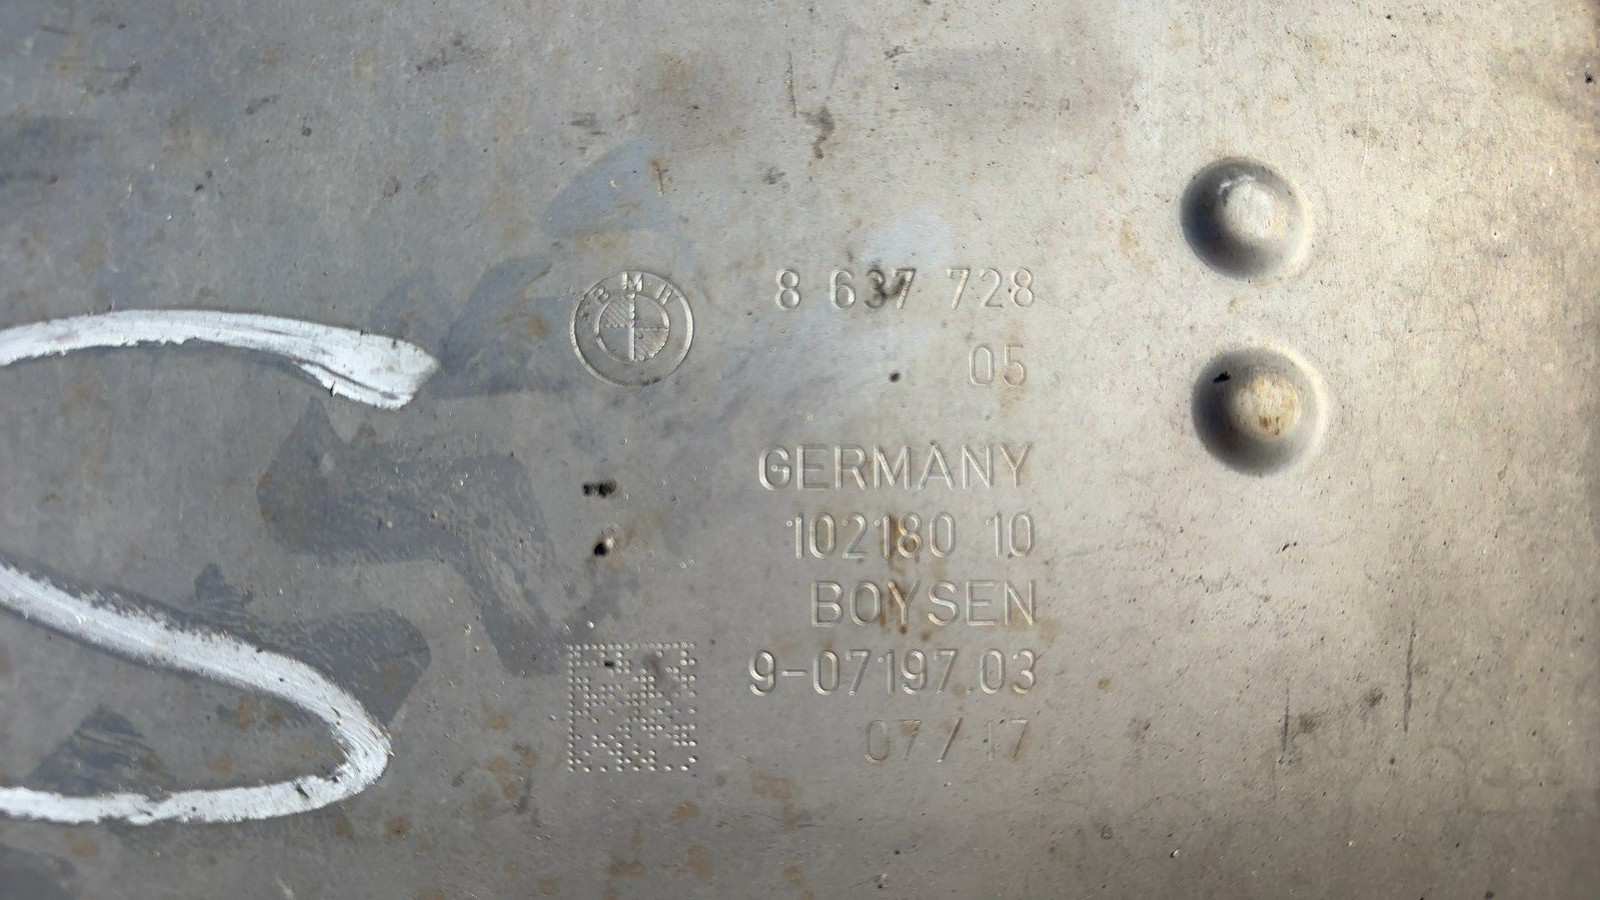 BMW
8 637 728
05
GERMANY
102180 10
BOYSEN
9-07197.03
07/17